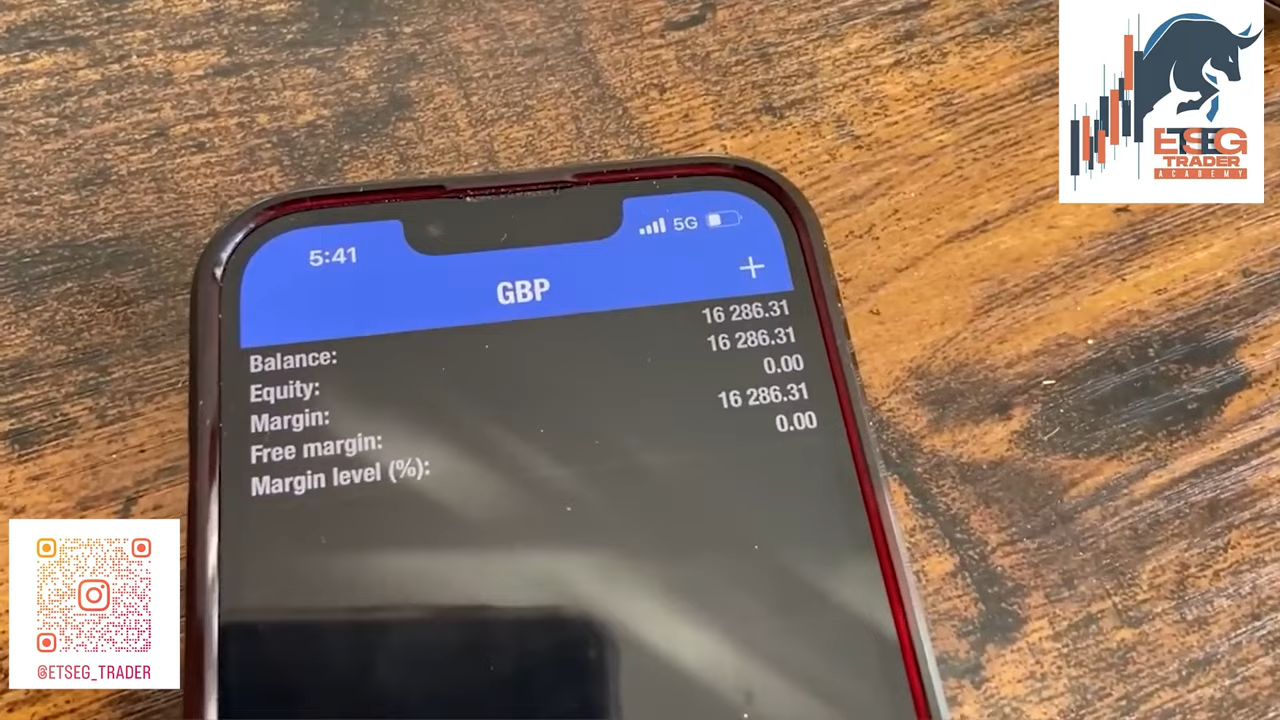 5:41
5G
GBP
Balance: 16 286.31
Equity: 16 286.31
Margin: 0.00
Free margin: 16 286.31
Margin level (%): 0.00
ETSEG
TRADER
ACADEMY
@ETSEG_TRADER